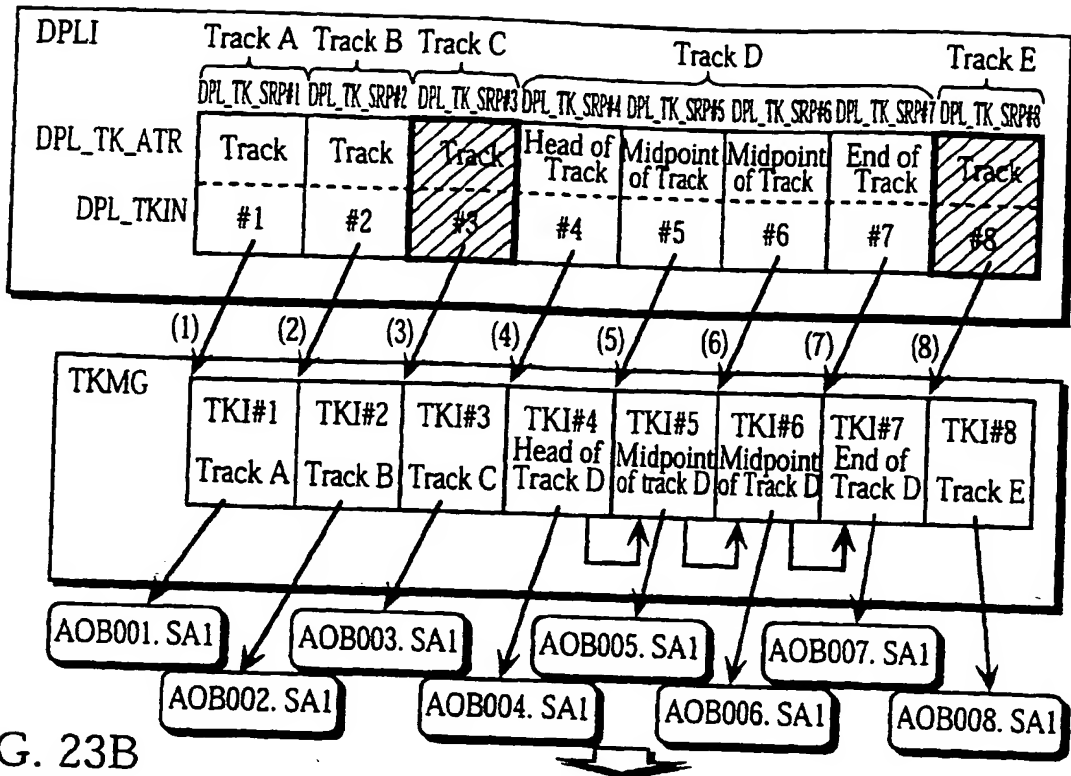 DPLI
Track A Track B Track C Track D Track E
DPL_TK_SRP#1 DPL_TK_SRP#2 DPL_TK_SRP#3 DPL_TK_SRP#4 DPL_TK_SRP#5 DPL_TK_SRP#6 DPL_TK_SRP#7 DPL_TK_SRP#8
DPL_TK_ATR
Track Track Track Head of Track Midpoint of Track Midpoint of Track End of Track Track
DPL_TKIN
#1 #2 #3 #4 #5 #6 #7 #8
(1) (2) (3) (4) (5) (6) (7) (8)
TKMG
TKI#1 TKI#2 TKI#3 TKI#4 TKI#5 TKI#6 TKI#7 TKI#8
Track A Track B Track C Head of Track D Midpoint of track D Midpoint of Track D End of Track D Track E
AOB001. SA1 AOB003. SA1 AOB005. SA1 AOB007. SA1
AOB002. SA1 AOB004. SA1 AOB006. SA1 AOB008. SA1
G. 23B